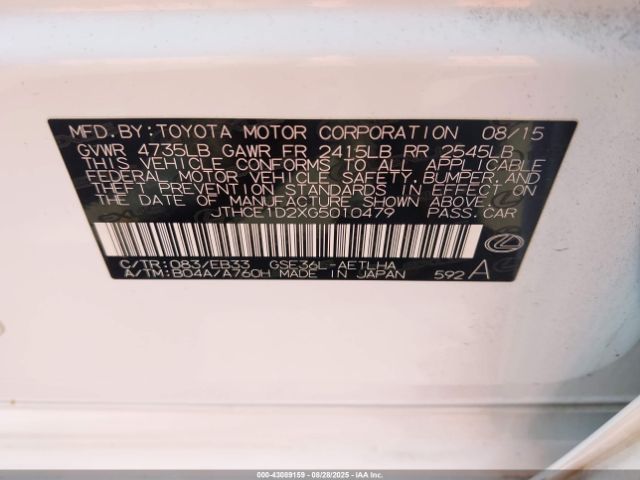 MFD. BY: TOYOTA MOTOR CORPORATION 08/15
GVWR 4735LB GAWR FR 2415LB RR 2545LB
THIS VEHICLE CONFORMS TO ALL APPLICABLE
FEDERAL MOTOR VEHICLE SAFETY, BUMPER, AND
THEFT PREVENTION STANDARDS IN EFFECT ON
THE DATE OF MANUFACTURE SHOWN ABOVE.
JTHCE1D2XG5010479 PASS. CAR
C/TR: 083/EB33 GSE36L-AETLHA
A/TM: B04A/A760H MADE IN JAPAN 592 A
000-43089159 - 08/28/2025 - IAAI, Inc.